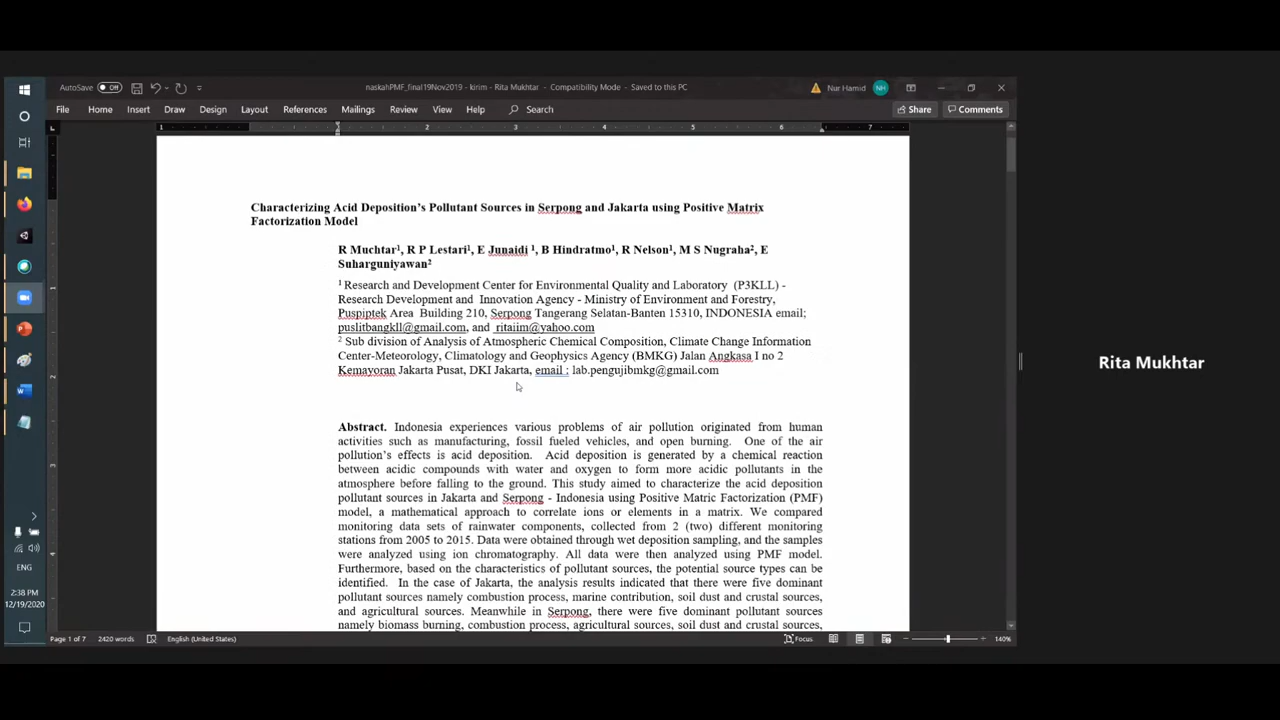 AutoSave Off
naskahPMF_final19Nov2019 - kirim - Rita Mukhtar - Compatibility Mode - Saved to this PC
Nur Hamid NH
File Home Insert Draw Design Layout References Mailings Review View Help Search
Share Comments
1 1 2 3 4 5 6 7
Characterizing Acid Deposition's Pollutant Sources in Serpong and Jakarta using Positive Matrix
Factorization Model
R Muchtar¹, R P Lestari¹, E Junaidi ¹, B Hindratmo¹, R Nelson¹, M S Nugraha², E
Suharguniyawan²
¹ Research and Development Center for Environmental Quality and Laboratory (P3KLL) -
Research Development and Innovation Agency - Ministry of Environment and Forestry,
Puspiptek Area Building 210, Serpong Tangerang Selatan-Banten 15310, INDONESIA email;
puslitbangkll@gmail.com, and ritaiim@yahoo.com
² Sub division of Analysis of Atmospheric Chemical Composition, Climate Change Information
Center-Meteorology, Climatology and Geophysics Agency (BMKG) Jalan Angkasa I no 2
Kemayoran Jakarta Pusat, DKI Jakarta, email : lab.pengujibmkg@gmail.com
Abstract. Indonesia experiences various problems of air pollution originated from human
activities such as manufacturing, fossil fueled vehicles, and open burning. One of the air
pollution's effects is acid deposition. Acid deposition is generated by a chemical reaction
between acidic compounds with water and oxygen to form more acidic pollutants in the
atmosphere before falling to the ground. This study aimed to characterize the acid deposition
pollutant sources in Jakarta and Serpong - Indonesia using Positive Matric Factorization (PMF)
model, a mathematical approach to correlate ions or elements in a matrix. We compared
monitoring data sets of rainwater components, collected from 2 (two) different monitoring
stations from 2005 to 2015. Data were obtained through wet deposition sampling, and the samples
were analyzed using ion chromatography. All data were then analyzed using PMF model.
Furthermore, based on the characteristics of pollutant sources, the potential source types can be
identified. In the case of Jakarta, the analysis results indicated that there were five dominant
pollutant sources namely combustion process, marine contribution, soil dust and crustal sources,
and agricultural sources. Meanwhile in Serpong, there were five dominant pollutant sources
namely biomass burning, combustion process, agricultural sources, soil dust and crustal sources,
Rita Mukhtar
ENG
2:38 PM
12/19/2020
Page 1 of 7 2420 words English (United States) Focus 140%